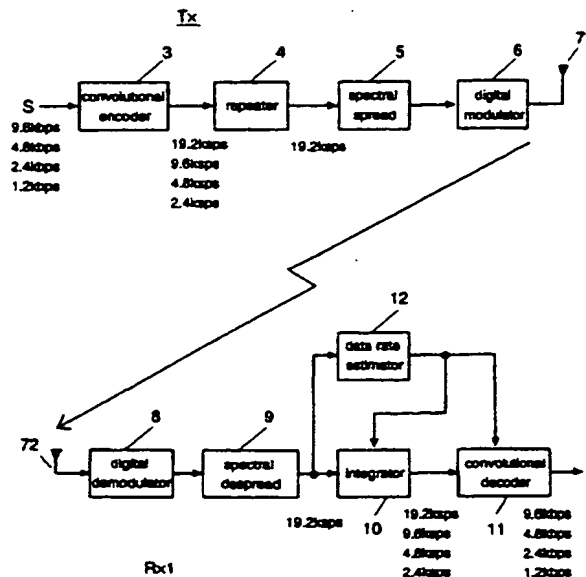 Tx
3
4
5
6
7
S
convolutional
encoder
repeater
spectral
spread
digital
modulator
9.6kbps
4.8kbps
2.4kbps
1.2kbps
19.2ksps
9.6ksps
4.8ksps
2.4ksps
19.2ksps
12
data rate
estimator
72
8
9
digital
demodulator
spectral
despread
integrator
convolutional
decoder
19.2ksps
10
19.2ksps
9.6ksps
4.8ksps
2.4ksps
11
9.6kbps
4.8kbps
2.4kbps
1.2kbps
Rx1